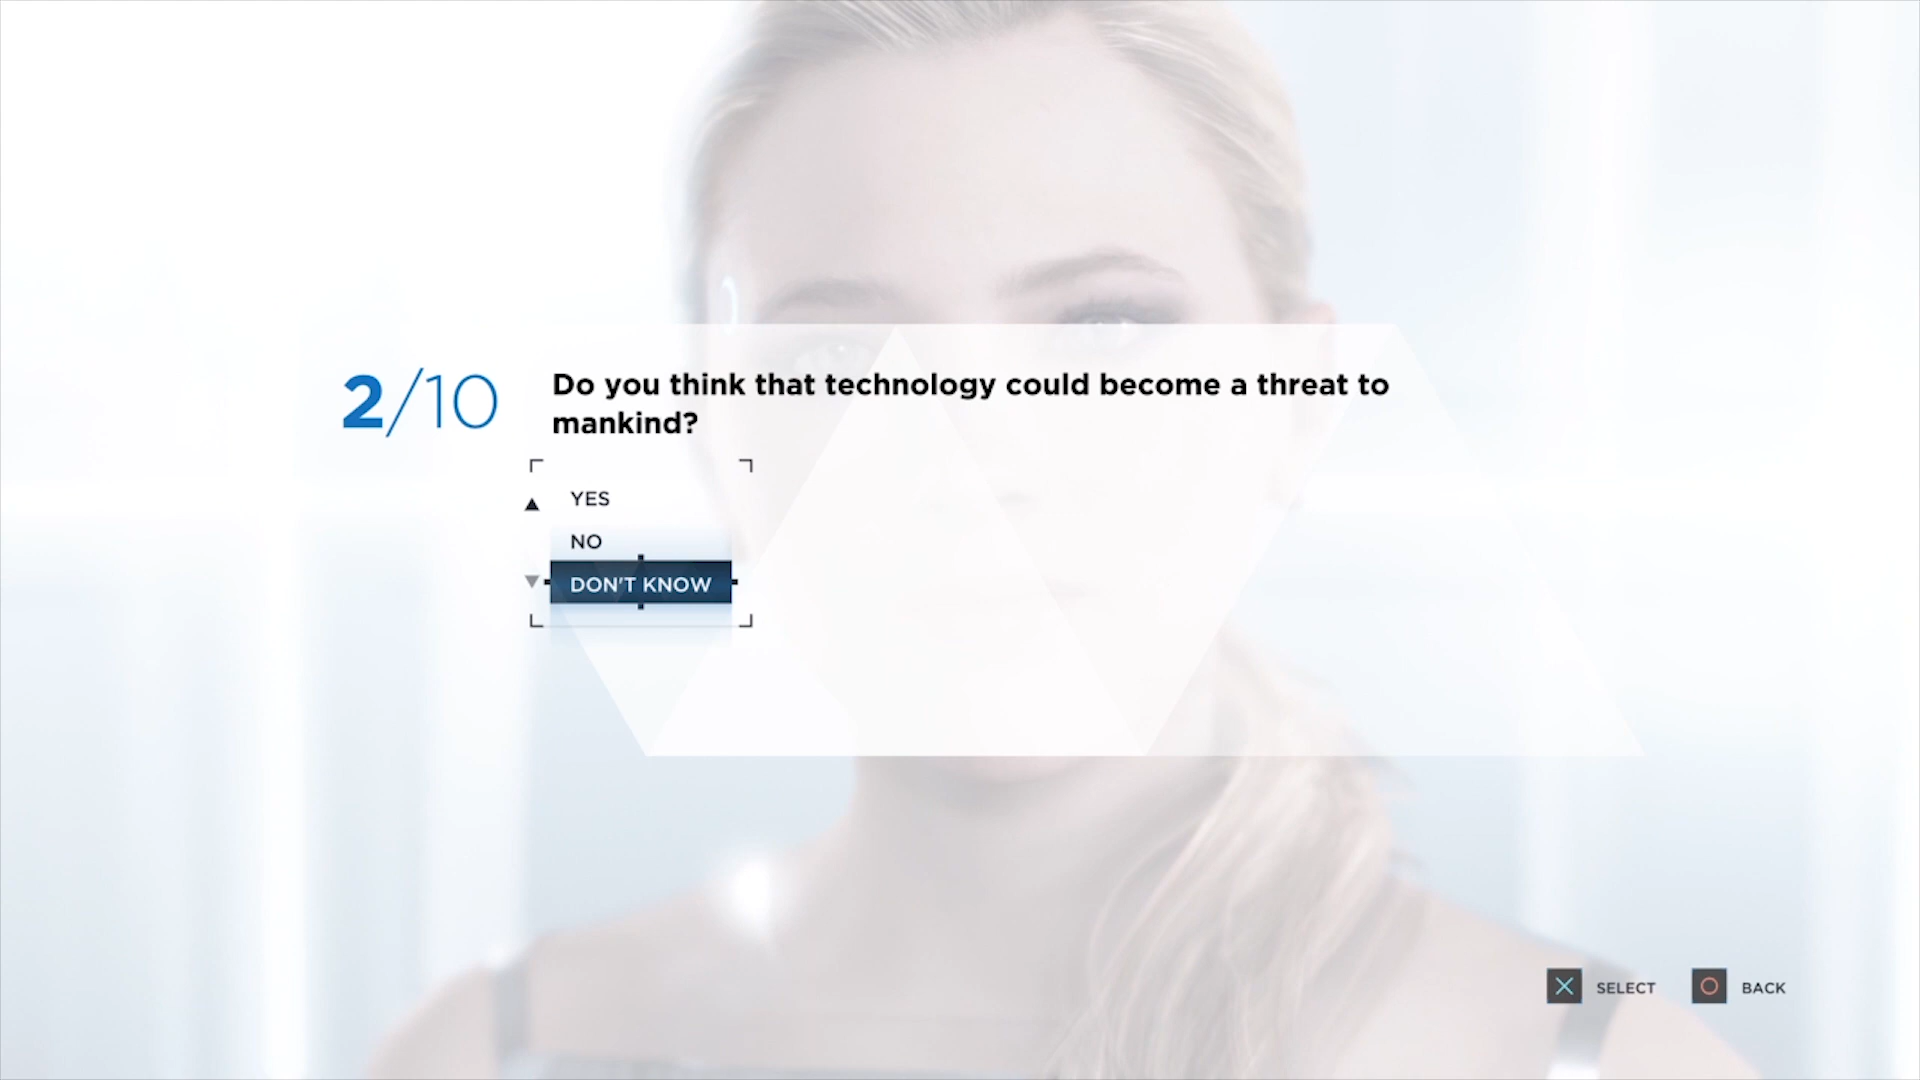 2/10
Do you think that technology could become a threat to
mankind?
YES
NO
DON'T KNOW
SELECT
BACK